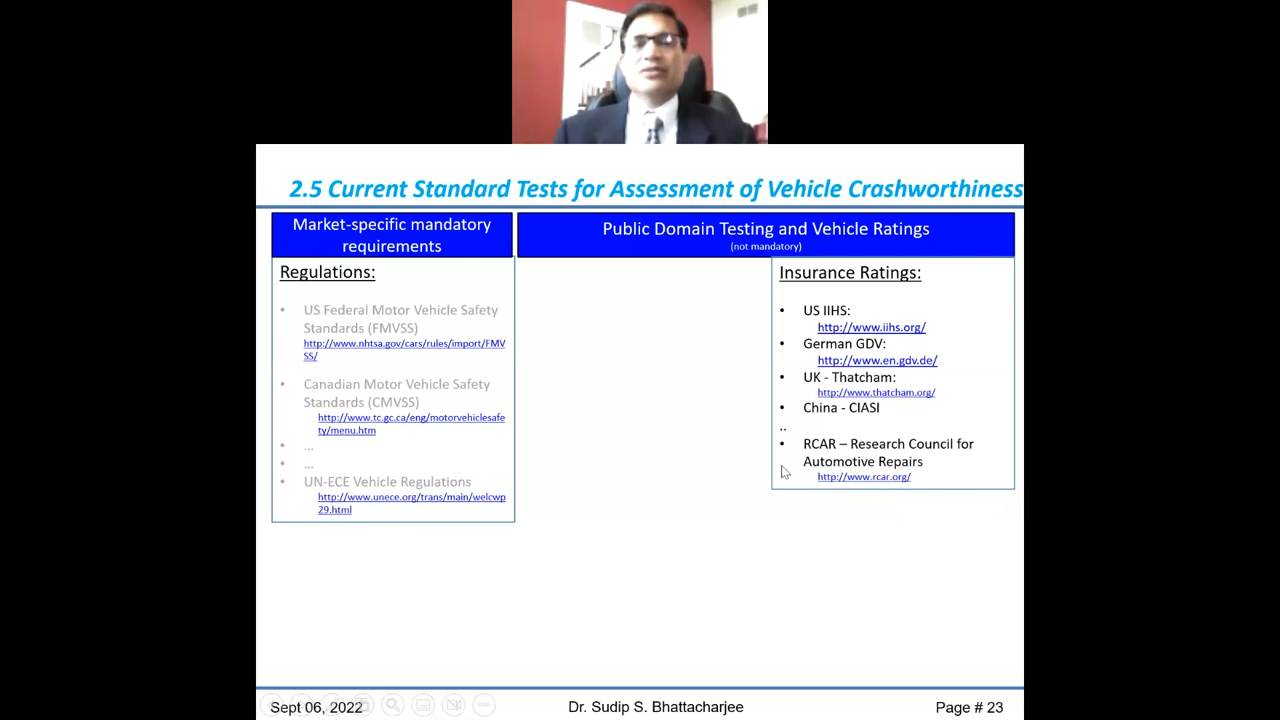 2.5 Current Standard Tests for Assessment of Vehicle Crashworthiness
Market-specific mandatory
requirements
Public Domain Testing and Vehicle Ratings
(not mandatory)
Regulations:
• US Federal Motor Vehicle Safety
Standards (FMVSS)
http://www.nhtsa.gov/cars/rules/import/FMV
SS/
• Canadian Motor Vehicle Safety
Standards (CMVSS)
http://www.tc.gc.ca/eng/motorvehiclesafe
ty/menu.htm
• ...
• ...
• UN-ECE Vehicle Regulations
http://www.unece.org/trans/main/welcwp
29.html
Insurance Ratings:
• US IIHS:
http://www.iihs.org/
• German GDV:
http://www.en.gdv.de/
• UK - Thatcham:
http://www.thatcham.org/
• China - CIASI
..
• RCAR – Research Council for
Automotive Repairs
http://www.rcar.org/
Sept 06, 2022
Dr. Sudip S. Bhattacharjee
Page # 23